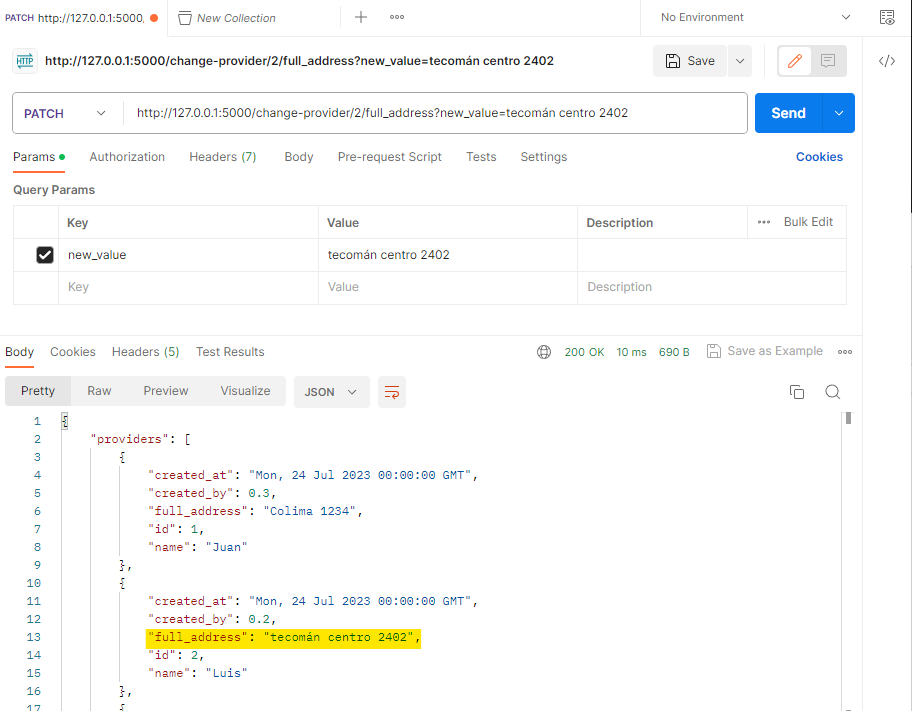 PATCH http://127.0.0.1:5000, New Collection No Environment
HTTP http://127.0.0.1:5000/change-provider/2/full_address?new_value=tecomán centro 2402 Save
PATCH http://127.0.0.1:5000/change-provider/2/full_address?new_value=tecomán centro 2402 Send
Params Authorization Headers (7) Body Pre-request Script Tests Settings Cookies
Query Params
Key Value Description Bulk Edit
new_value tecomán centro 2402
Key Value Description
Body Cookies Headers (5) Test Results 200 OK 10 ms 690 B Save as Example
Pretty Raw Preview Visualize JSON
1 {
2 "providers": [
3 {
4 "created_at": "Mon, 24 Jul 2023 00:00:00 GMT",
5 "created_by": 0.3,
6 "full_address": "Colima 1234",
7 "id": 1,
8 "name": "Juan"
9 },
10 {
11 "created_at": "Mon, 24 Jul 2023 00:00:00 GMT",
12 "created_by": 0.2,
13 "full_address": "tecomán centro 2402",
14 "id": 2,
15 "name": "Luis"
16 },
17 {